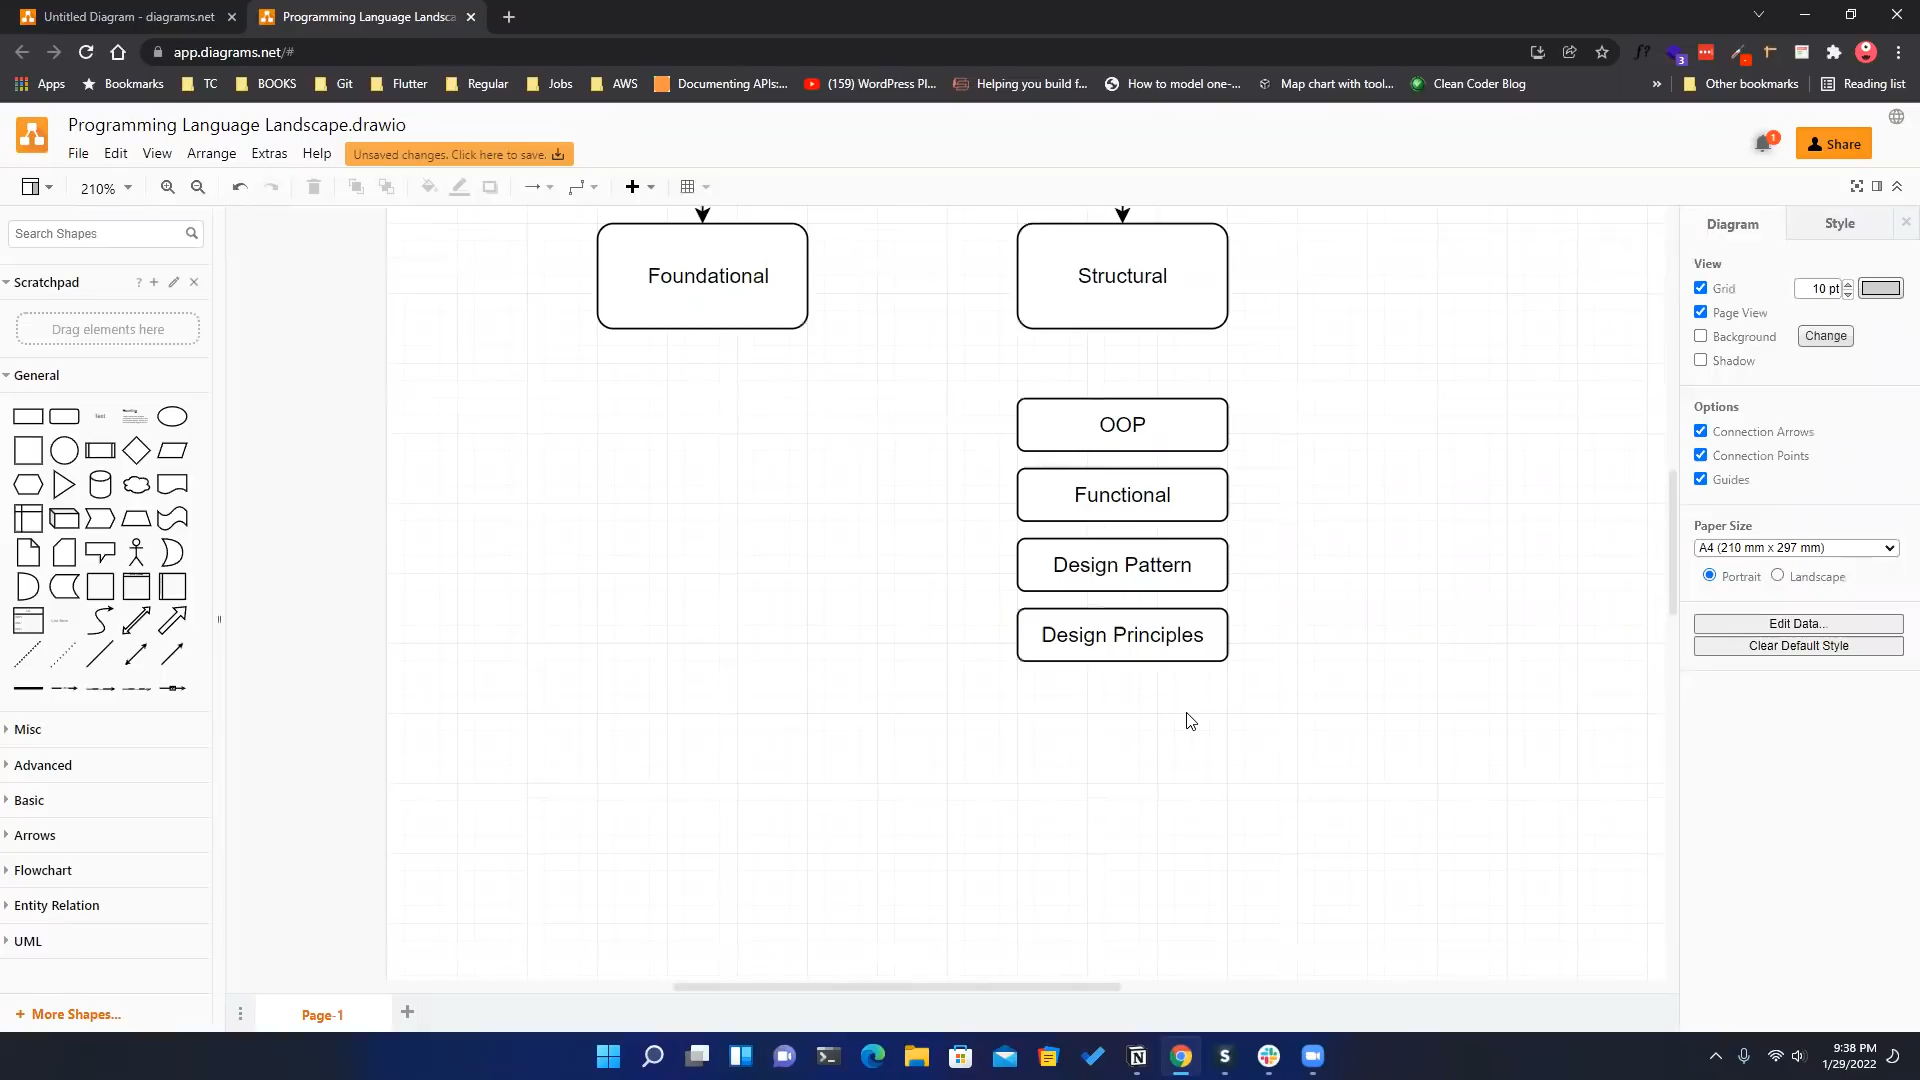 Untitled Diagram - diagrams.net
Programming Language Landsca
app.diagrams.net/#
f?
3
Apps
Bookmarks
TC
BOOKS
Git
Flutter
Regular
Jobs
AWS
Documenting APIs:...
(159) WordPress Pl...
Helping you build f...
How to model one-...
Map chart with tool...
Clean Coder Blog
»
Other bookmarks
Reading list
Programming Language Landscape.drawio
File
Edit
View
Arrange
Extras
Help
Unsaved changes. Click here to save.
1
Share
210%
Search Shapes
Scratchpad
?
Drag elements here
General
Text
Heading
List Item
Misc
Advanced
Basic
Arrows
Flowchart
Entity Relation
UML
+ More Shapes...
Foundational
Structural
OOP
Functional
Design Pattern
Design Principles
Diagram
Style
View
Grid
10 pt
Page View
Background
Change
Shadow
Options
Connection Arrows
Connection Points
Guides
Paper Size
A4 (210 mm x 297 mm)
Portrait
Landscape
Edit Data...
Clear Default Style
Page-1
9:38 PM
1/29/2022